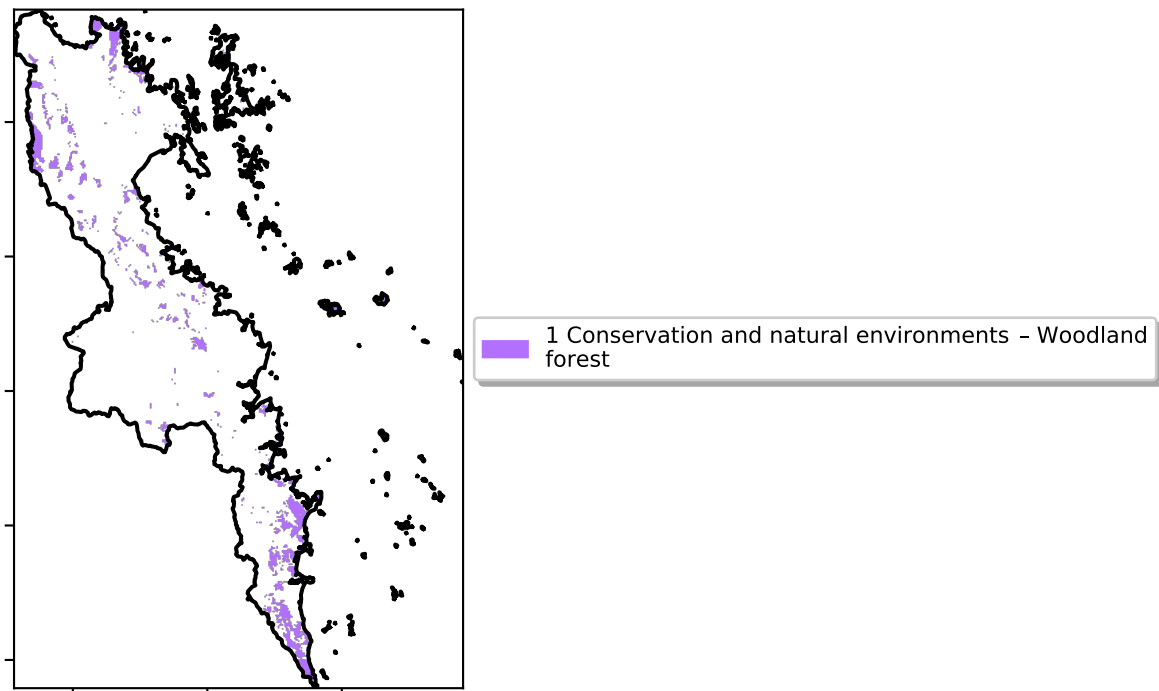 1 Conservation and natural environments – Woodland
forest